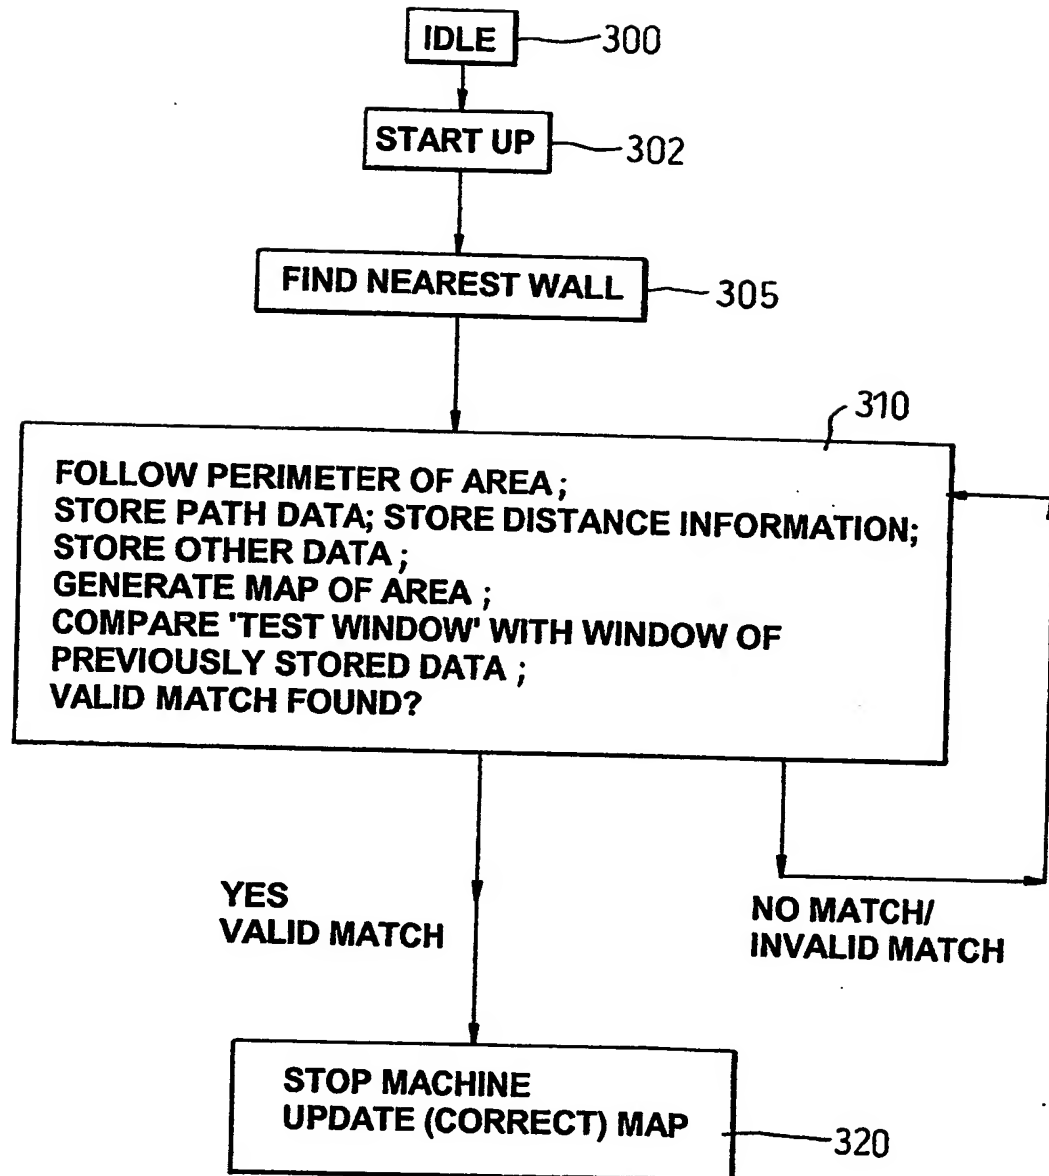 IDLE 300
START UP 302
FIND NEAREST WALL 305
310
FOLLOW PERIMETER OF AREA ;
STORE PATH DATA; STORE DISTANCE INFORMATION;
STORE OTHER DATA ;
GENERATE MAP OF AREA ;
COMPARE 'TEST WINDOW' WITH WINDOW OF
PREVIOUSLY STORED DATA ;
VALID MATCH FOUND?
YES
VALID MATCH
NO MATCH/
INVALID MATCH
STOP MACHINE
UPDATE (CORRECT) MAP
320